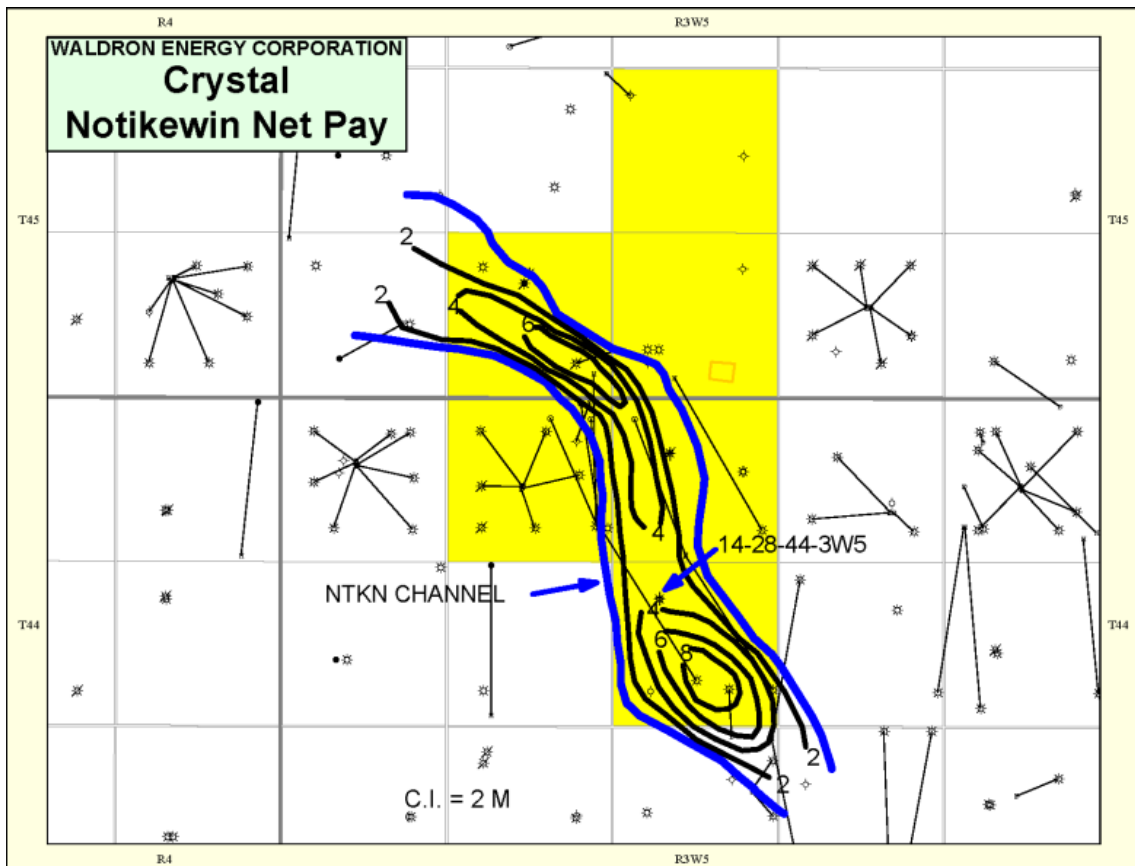 R4
R3W5
WALDRON ENERGY CORPORATION
Crystal
Notikewin Net Pay
T45
T45
2
2
4
6
4
14-28-44-3W5
NTKN CHANNEL
4
T44
T44
6
8
2
2
C.I. = 2 M
R4
R3W5